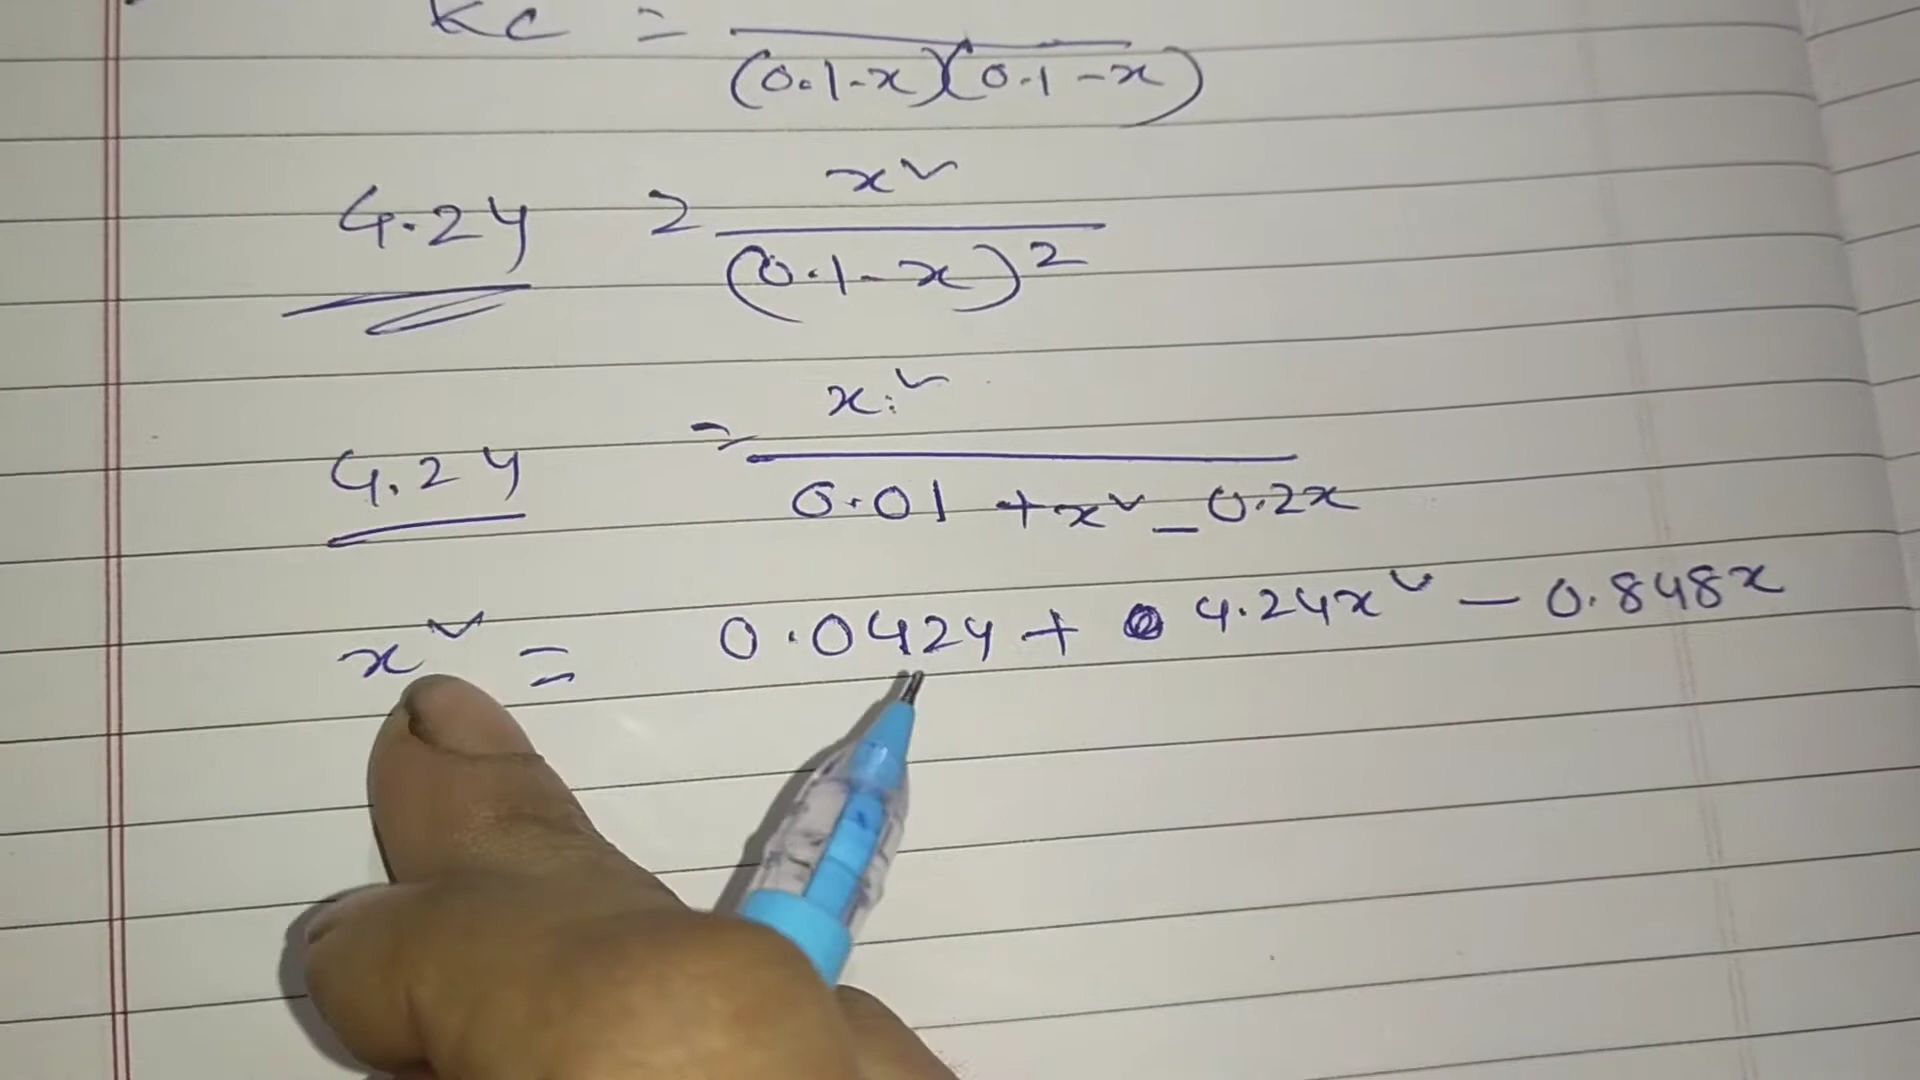 Kc =
(0.1-x)(0.1-x)
4.24 = x²
(0.1-x)²
4.24 = x²
0.01 + x² - 0.2x
x² = 0.0424 + 4.24x² - 0.848x